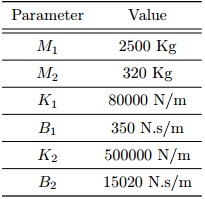 Parameter Value
M₁ 2500 Kg
M₂ 320 Kg
K₁ 80000 N/m
B₁ 350 N.s/m
K₂ 500000 N/m
B₂ 15020 N.s/m